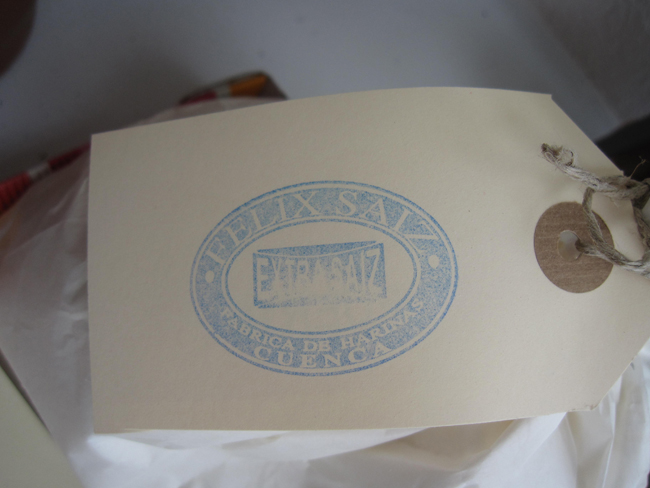 FELIX SAIZ
EXTRASAIZ
FABRICA DE HARINAS
CUENCA